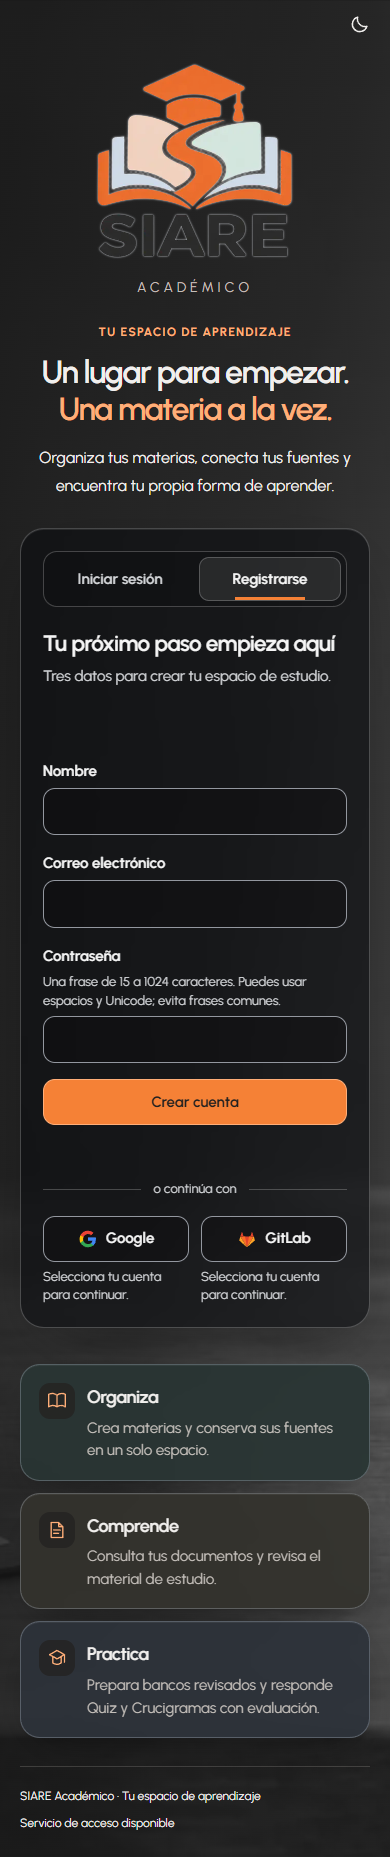 SIARE
ACADÉMICO
TU ESPACIO DE APRENDIZAJE
Un lugar para empezar.
Una materia a la vez.
Organiza tus materias, conecta tus fuentes y
encuentra tu propia forma de aprender.
Iniciar sesión
Registrarse
Tu próximo paso empieza aquí
Tres datos para crear tu espacio de estudio.
Nombre
Correo electrónico
Contraseña
Una frase de 15 a 1024 caracteres. Puedes usar
espacios y Unicode; evita frases comunes.
Crear cuenta
o continúa con
Google
GitLab
Selecciona tu cuenta
para continuar.
Selecciona tu cuenta
para continuar.
Organiza
Crea materias y conserva sus fuentes
en un solo espacio.
Comprende
Consulta tus documentos y revisa el
material de estudio.
Practica
Prepara bancos revisados y responde
Quiz y Crucigramas con evaluación.
SIARE Académico · Tu espacio de aprendizaje
Servicio de acceso disponible